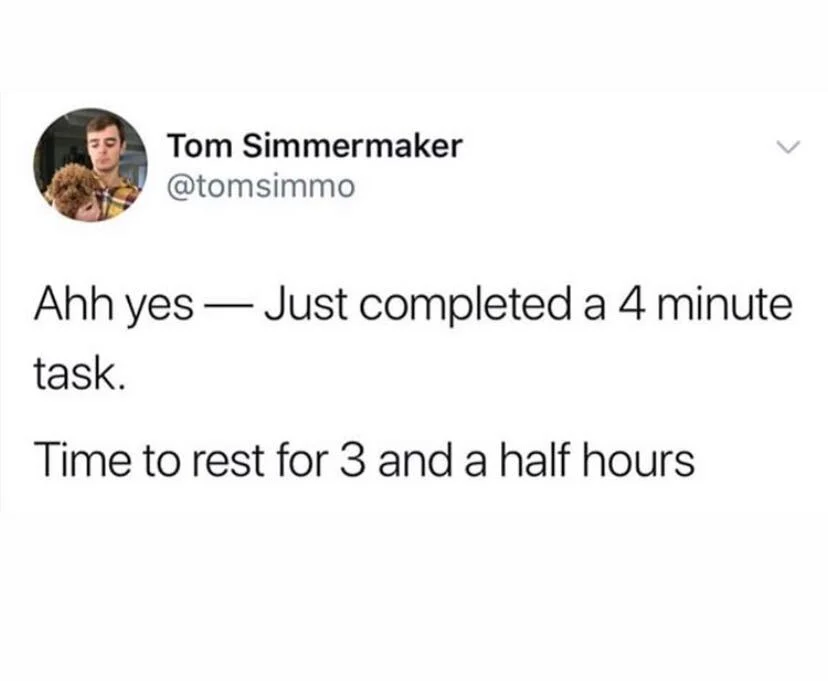 Tom Simmermaker
@tomsimmo
Ahh yes — Just completed a 4 minute
task.
Time to rest for 3 and a half hours